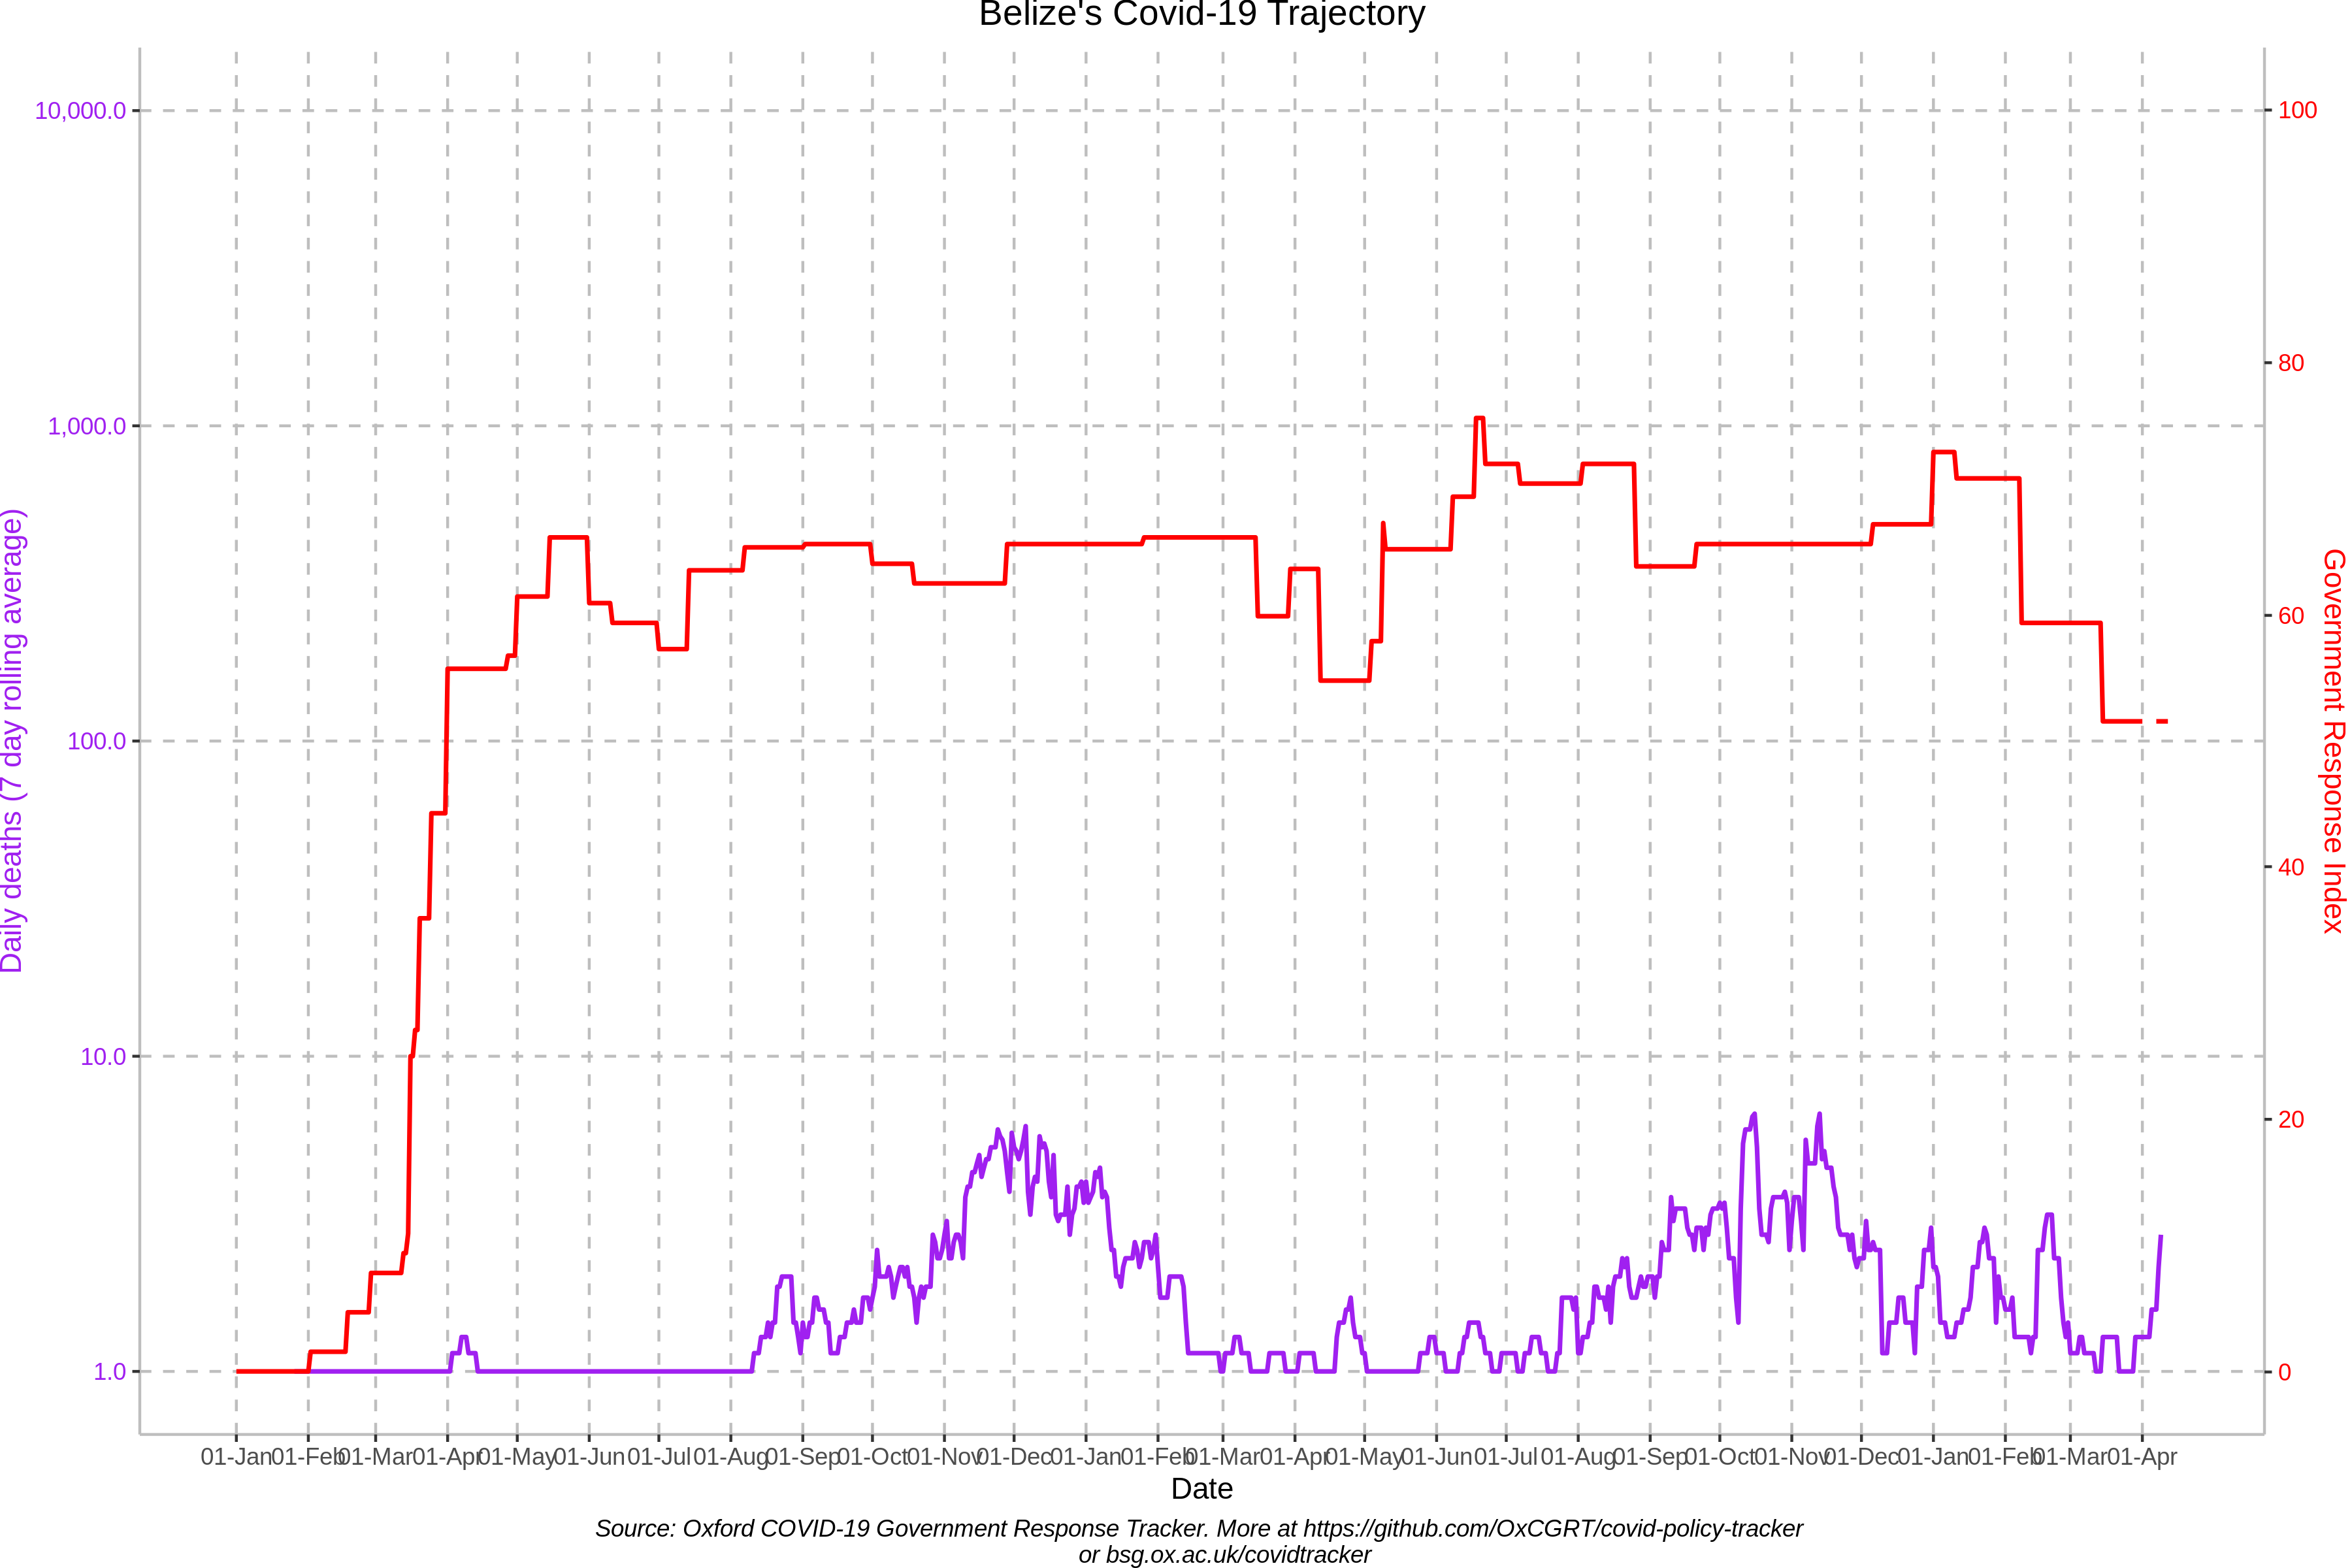 Belize's Covid-19 Trajectory
10,000.0
1,000.0
100.0
10.0
1.0
Daily deaths (7 day rolling average)
100
80
60
40
20
0
Government Response Index
01-Jan 01-Feb 01-Mar 01-Apr 01-May 01-Jun 01-Jul 01-Aug 01-Sep 01-Oct 01-Nov 01-Dec 01-Jan 01-Feb 01-Mar 01-Apr 01-May 01-Jun 01-Jul 01-Aug 01-Sep 01-Oct 01-Nov 01-Dec 01-Jan 01-Feb 01-Mar 01-Apr
Date
Source: Oxford COVID-19 Government Response Tracker. More at https://github.com/OxCGRT/covid-policy-tracker
or bsg.ox.ac.uk/covidtracker